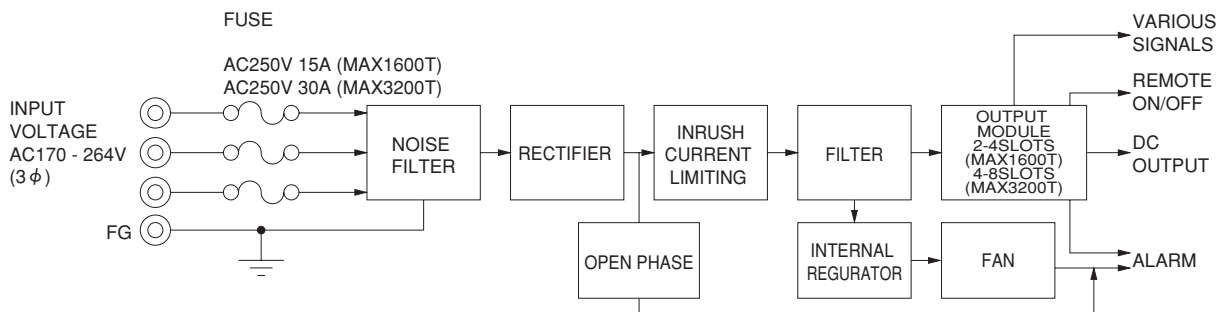 FUSE
AC250V 15A (MAX1600T)
AC250V 30A (MAX3200T)
INPUT
VOLTAGE
AC170 - 264V
(3φ)
FG
NOISE
FILTER
RECTIFIER
INRUSH
CURRENT
LIMITING
FILTER
OUTPUT
MODULE
2-4SLOTS
(MAX1600T)
4-8SLOTS
(MAX3200T)
VARIOUS
SIGNALS
REMOTE
ON/OFF
DC
OUTPUT
OPEN PHASE
INTERNAL
REGURATOR
FAN
ALARM